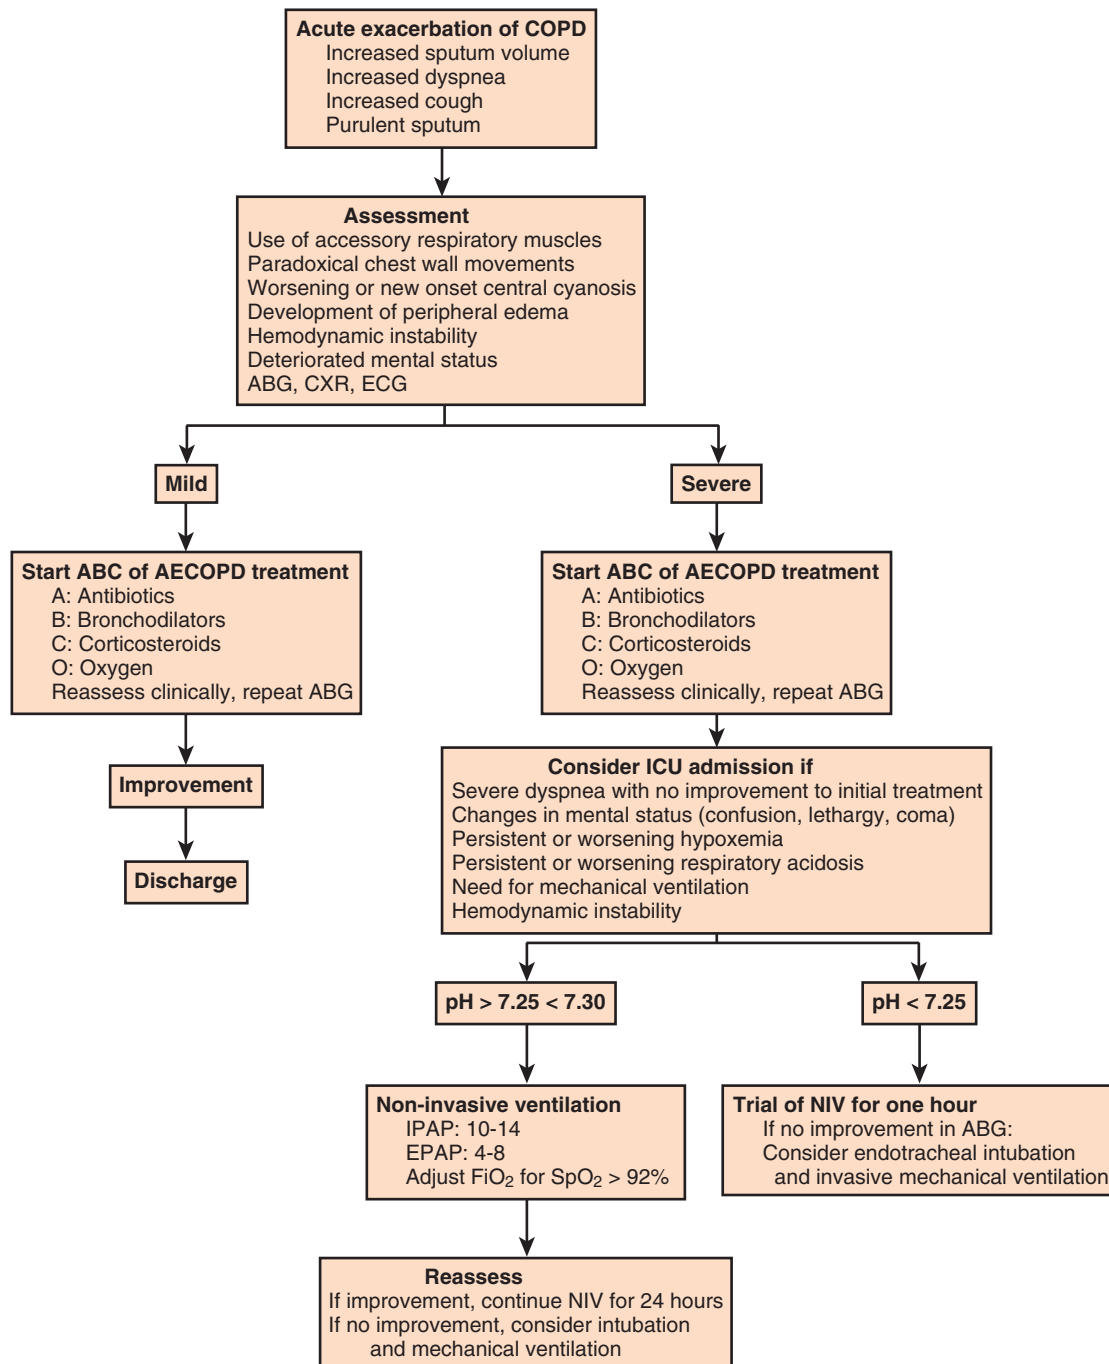 Acute exacerbation of COPD
Increased sputum volume
Increased dyspnea
Increased cough
Purulent sputum
Assessment
Use of accessory respiratory muscles
Paradoxical chest wall movements
Worsening or new onset central cyanosis
Development of peripheral edema
Hemodynamic instability
Deteriorated mental status
ABG, CXR, ECG
Mild
Severe
Start ABC of AECOPD treatment
A: Antibiotics
B: Bronchodilators
C: Corticosteroids
O: Oxygen
Reassess clinically, repeat ABG
Start ABC of AECOPD treatment
A: Antibiotics
B: Bronchodilators
C: Corticosteroids
O: Oxygen
Reassess clinically, repeat ABG
Improvement
Discharge
Consider ICU admission if
Severe dyspnea with no improvement to initial treatment
Changes in mental status (confusion, lethargy, coma)
Persistent or worsening hypoxemia
Persistent or worsening respiratory acidosis
Need for mechanical ventilation
Hemodynamic instability
pH > 7.25 < 7.30
pH < 7.25
Non-invasive ventilation
IPAP: 10-14
EPAP: 4-8
Adjust FiO₂ for SpO₂ > 92%
Trial of NIV for one hour
If no improvement in ABG:
Consider endotracheal intubation
and invasive mechanical ventilation
Reassess
If improvement, continue NIV for 24 hours
If no improvement, consider intubation
and mechanical ventilation